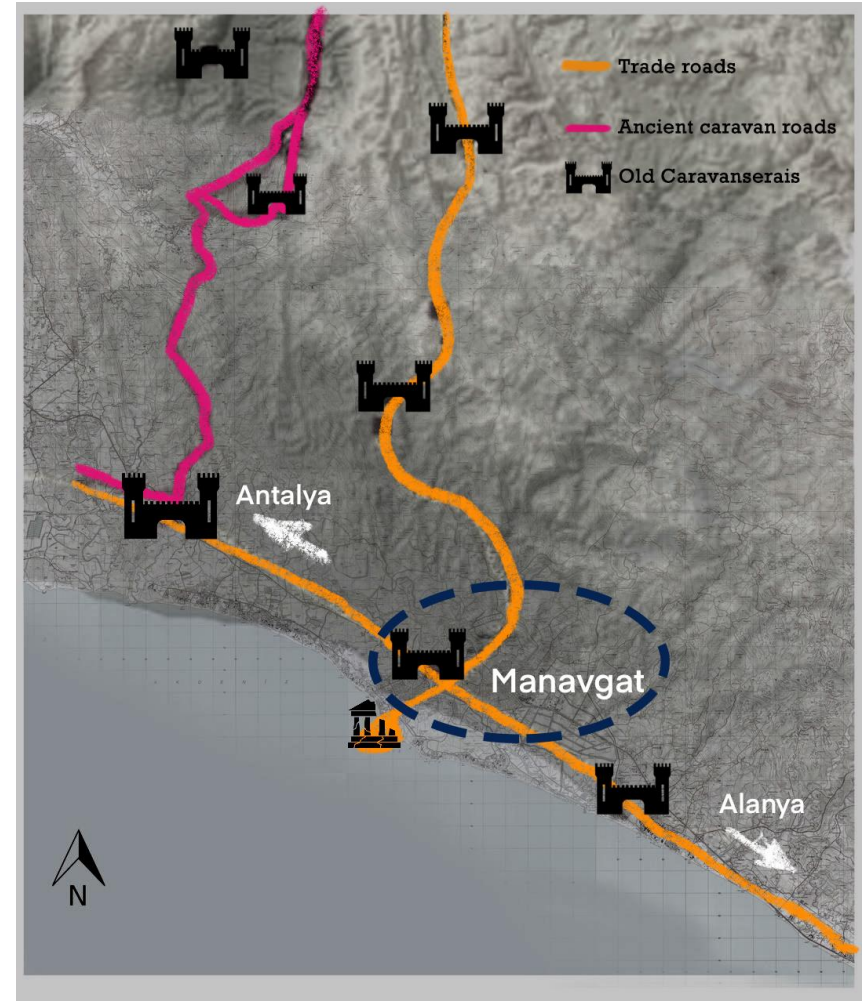 Trade roads
Ancient caravan roads
Old Caravanserais
Antalya
Manavgat
Alanya
N